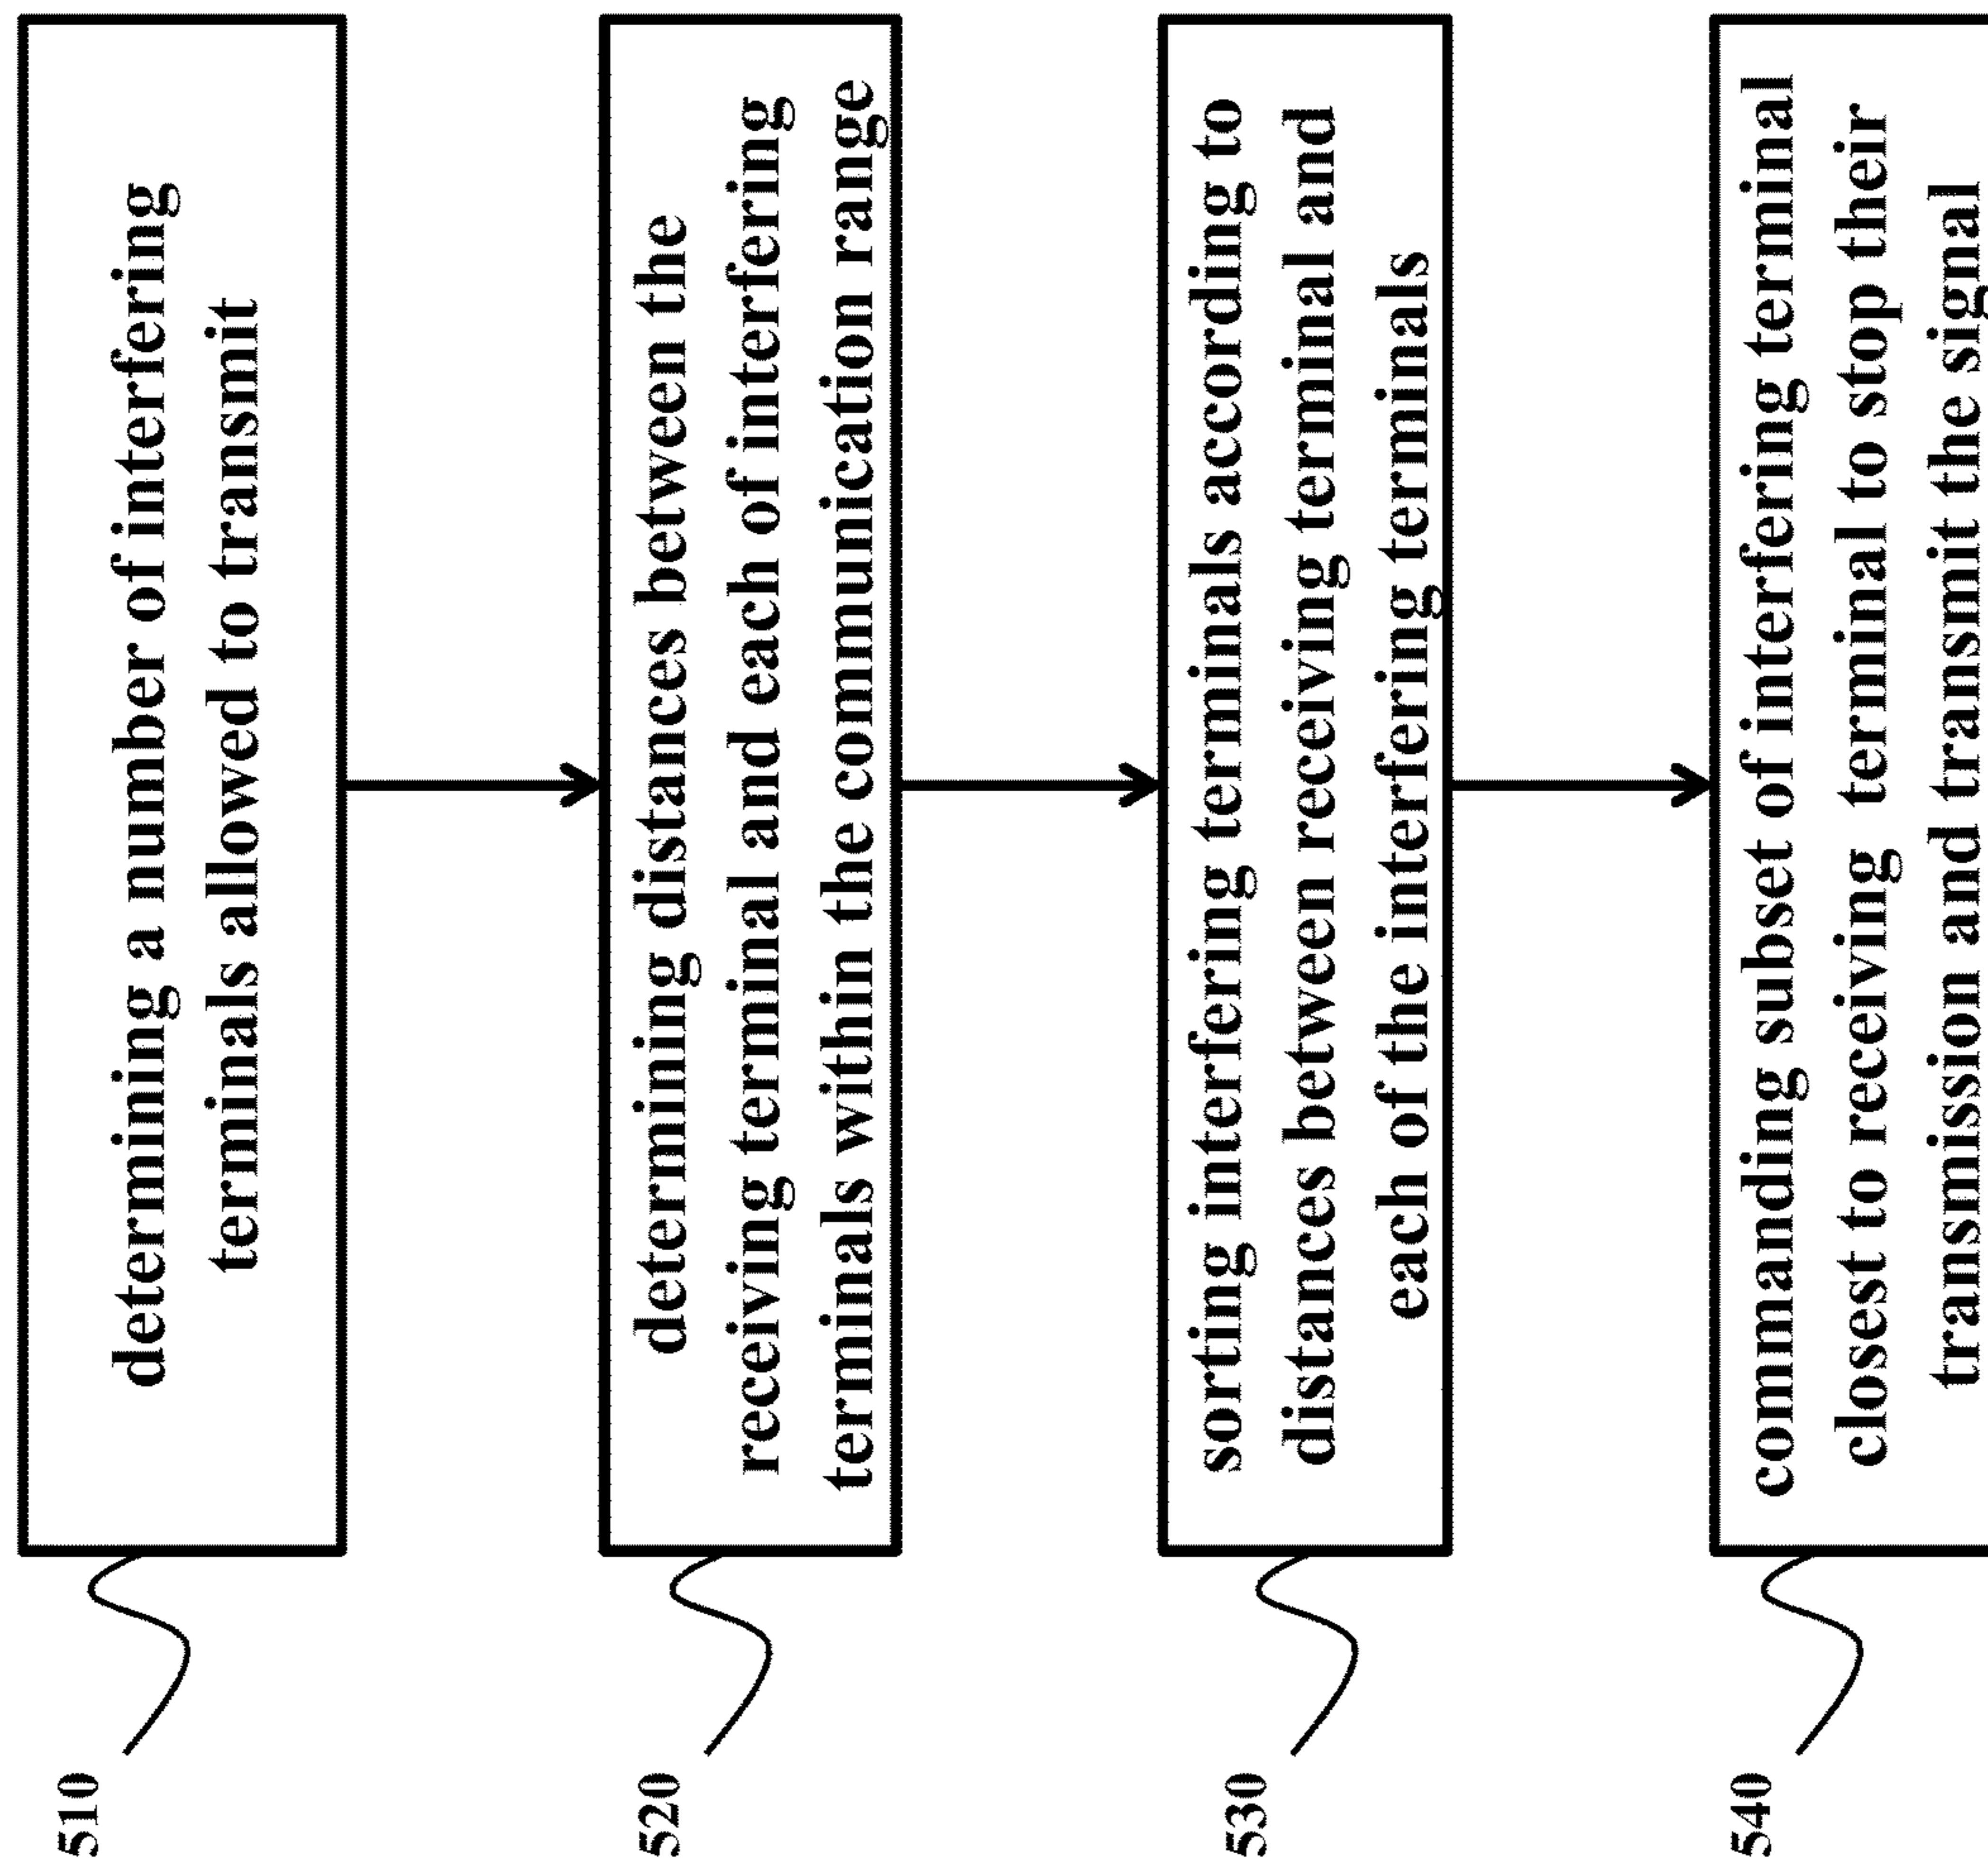 510
determining a number of interfering
terminals allowed to transmit
520
determining distances between the
receiving terminal and each of interfering
terminals within the communication range
530
sorting interfering terminals according to
distances between receiving terminal and
each of the interfering terminals
540
commanding subset of interfering terminal
closest to receiving terminal to stop their
transmission and transmit the signal